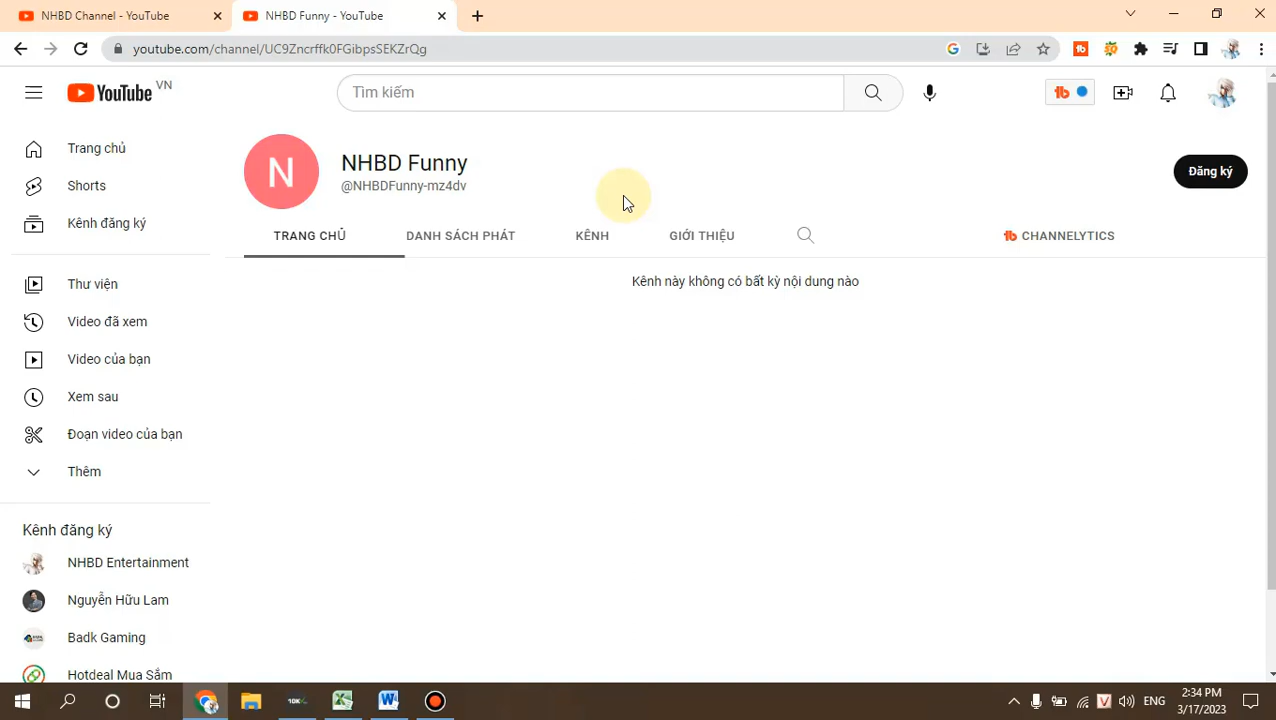 NHBD Channel - YouTube
NHBD Funny - YouTube
youtube.com/channel/UC9Zncrffk0FGibpsSEKZrQg
YouTube VN
Tìm kiếm
Trang chủ
Shorts
Kênh đăng ký
Thư viện
Video đã xem
Video của bạn
Xem sau
Đoạn video của bạn
Thêm
Kênh đăng ký
NHBD Entertainment
Nguyễn Hữu Lam
Badk Gaming
Hotdeal Mua Sắm
N
NHBD Funny
@NHBDFunny-mz4dv
Đăng ký
TRANG CHỦ
DANH SÁCH PHÁT
KÊNH
GIỚI THIỆU
CHANNELYTICS
Kênh này không có bất kỳ nội dung nào
ENG
2:34 PM
3/17/2023